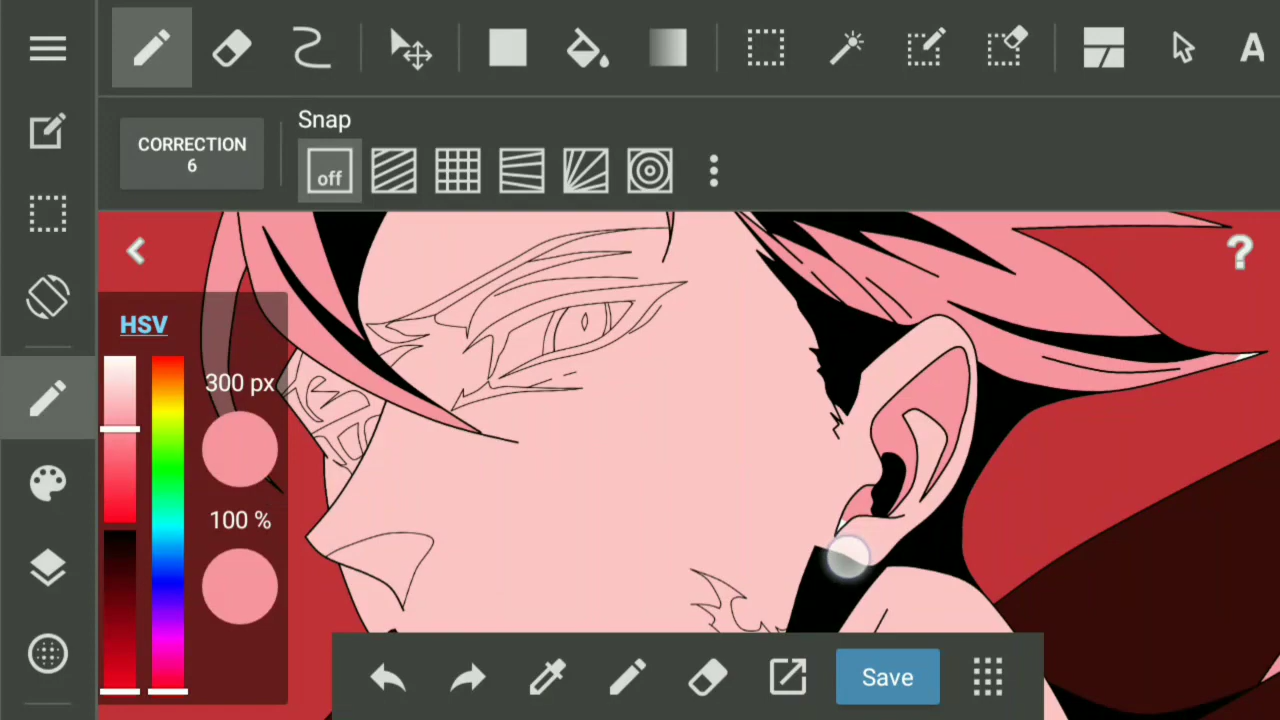 A
Snap
CORRECTION
6
off
?
HSV
300 px
100 %
Save